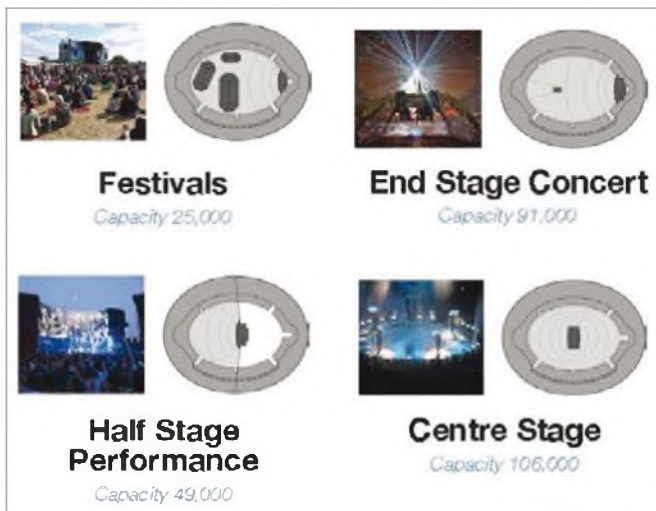 Festivals
Capacity 25,000
End Stage Concert
Capacity 91,000
Half Stage
Performance
Capacity 49,000
Centre Stage
Capacity 106,000